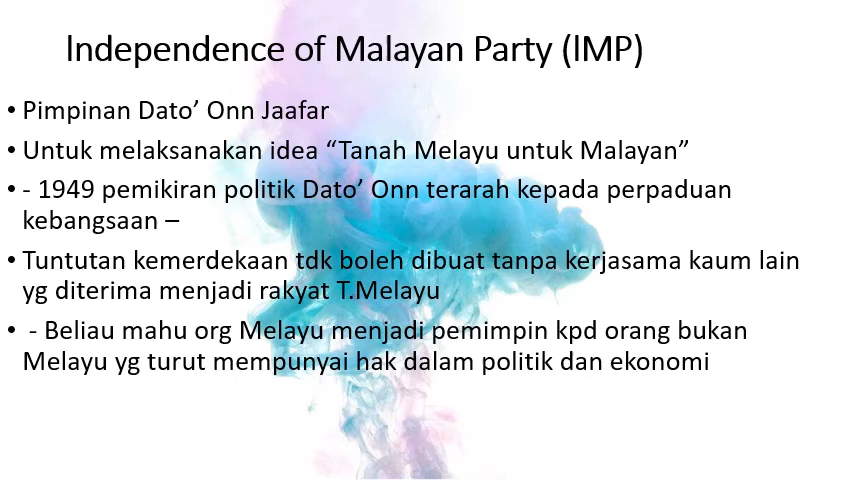 Independence of Malayan Party (IMP)
• Pimpinan Dato’ Onn Jaafar
• Untuk melaksanakan idea “Tanah Melayu untuk Malayan”
• - 1949 pemikiran politik Dato’ Onn terarah kepada perpaduan
kebangsaan –
• Tuntutan kemerdekaan tdk boleh dibuat tanpa kerjasama kaum lain
yg diterima menjadi rakyat T.Melayu
• - Beliau mahu org Melayu menjadi pemimpin kpd orang bukan
Melayu yg turut mempunyai hak dalam politik dan ekonomi